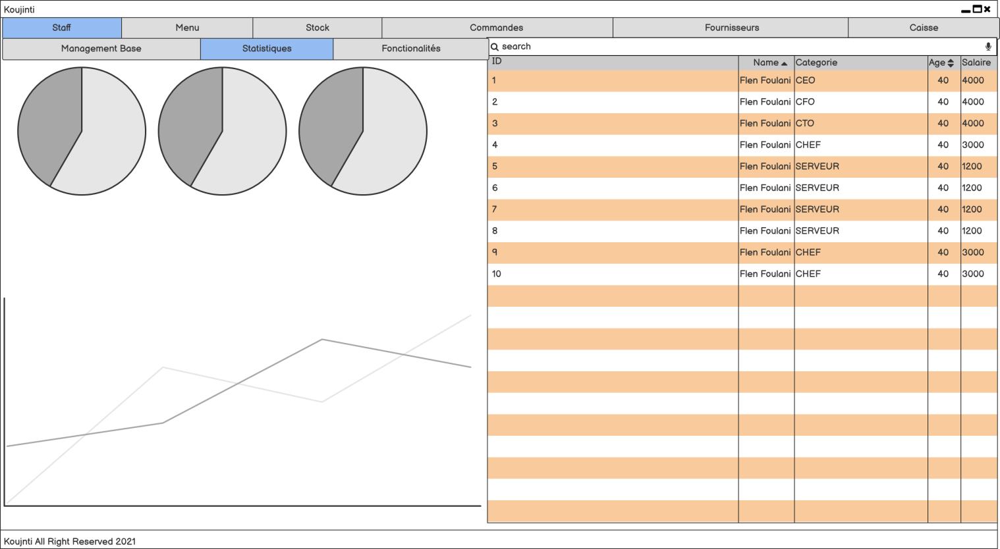 Koujinti
Staff Menu Stock Commandes Fournisseurs Caisse
Management Base Statistiques Fonctionalités
search
ID Name Categorie Age Salaire
1 Flen Foulani CEO 40 4000
2 Flen Foulani CFO 40 4000
3 Flen Foulani CTO 40 4000
4 Flen Foulani CHEF 40 3000
5 Flen Foulani SERVEUR 40 1200
6 Flen Foulani SERVEUR 40 1200
7 Flen Foulani SERVEUR 40 1200
8 Flen Foulani SERVEUR 40 1200
9 Flen Foulani CHEF 40 3000
10 Flen Foulani CHEF 40 3000
Koujnti All Right Reserved 2021